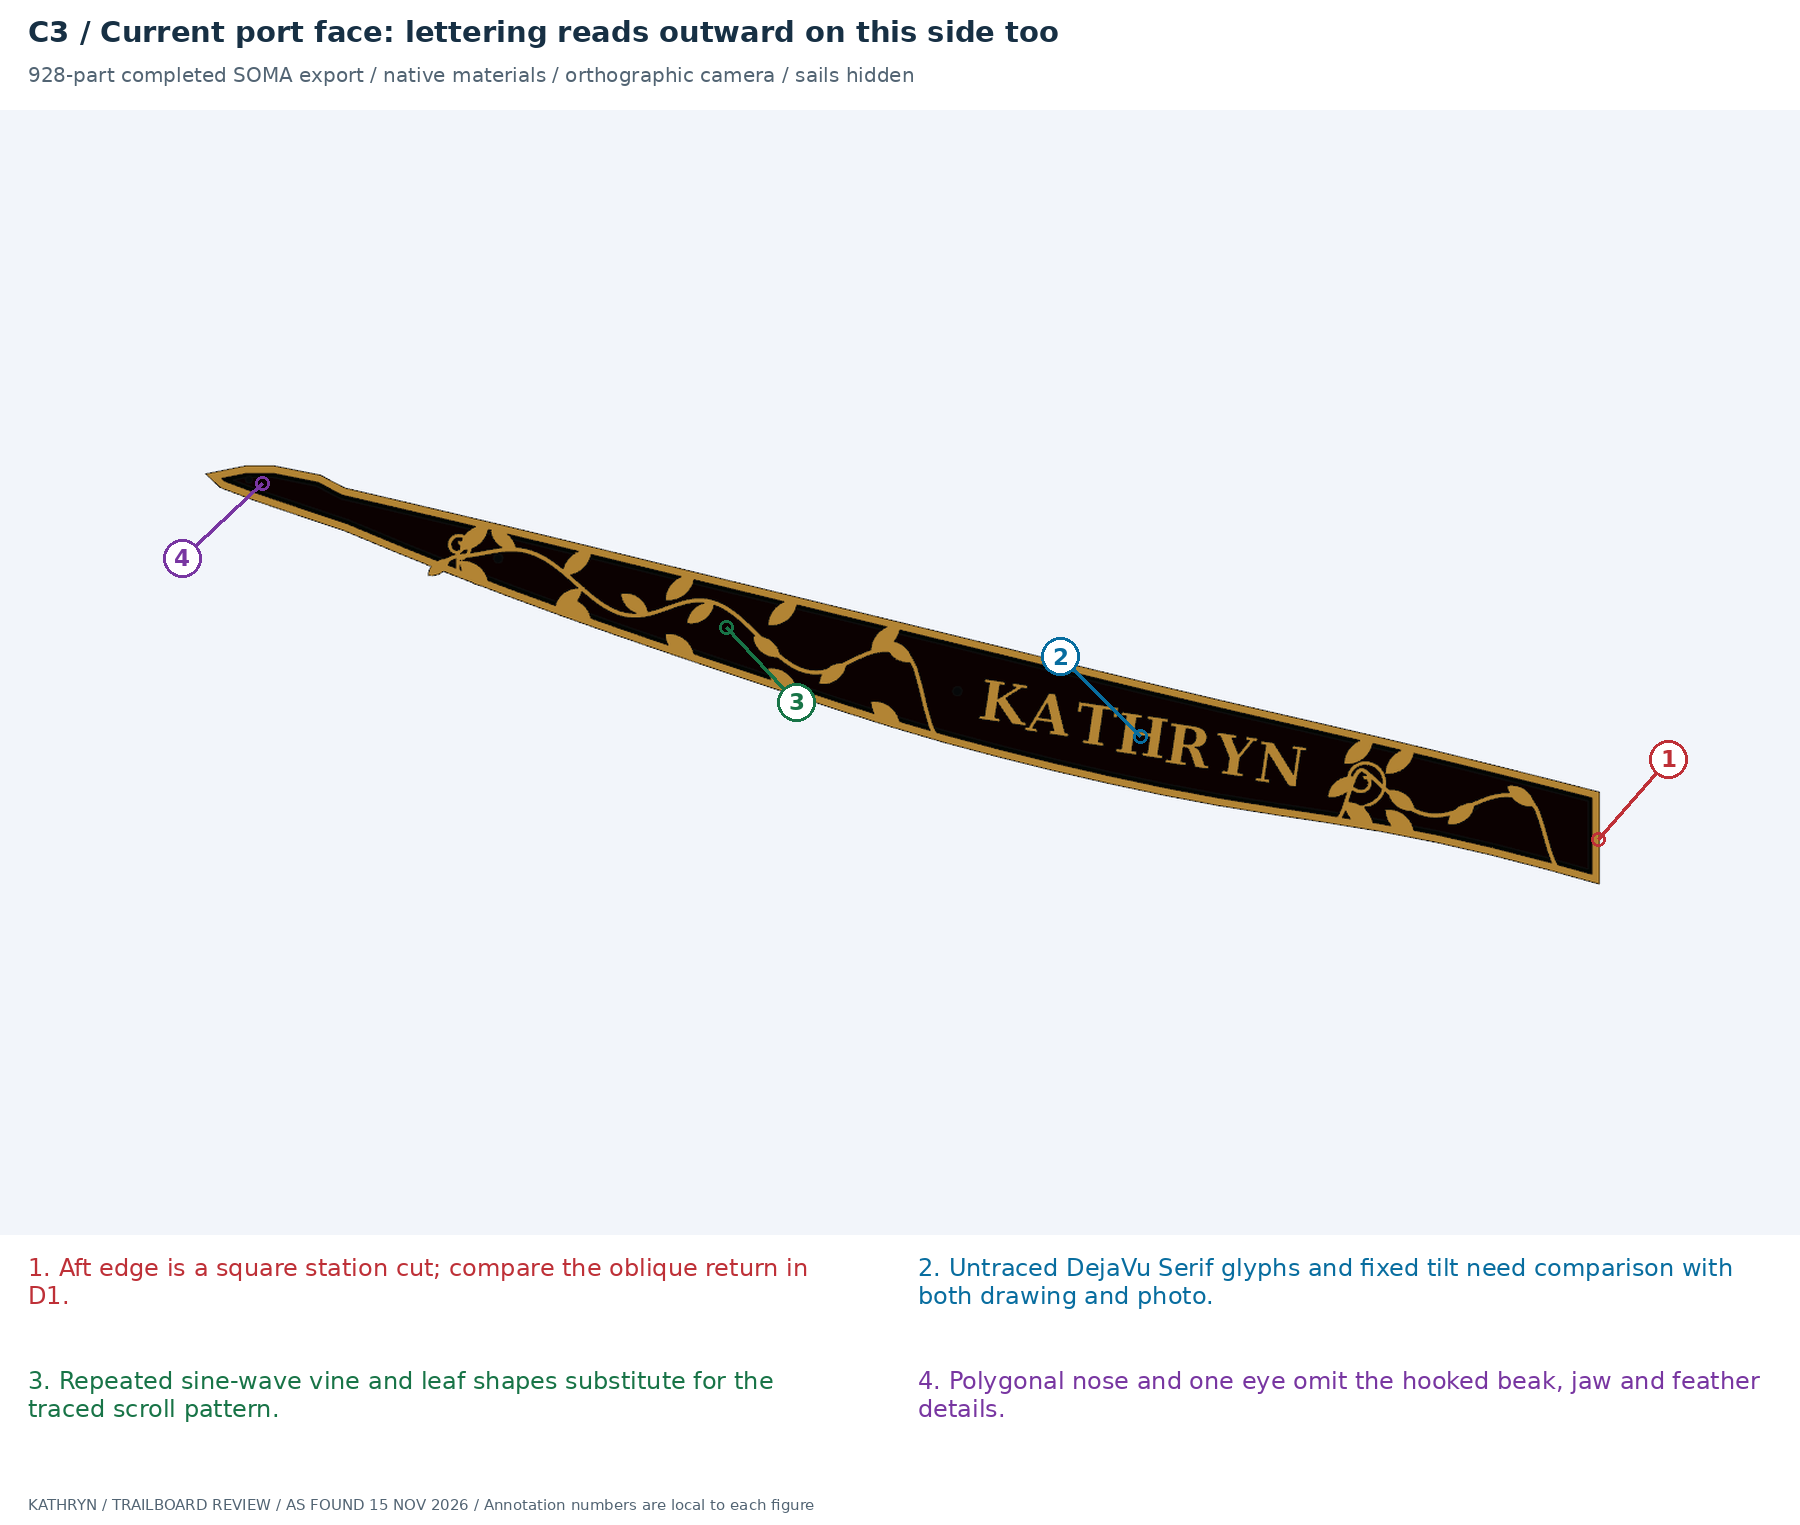 C3 / Current port face: lettering reads outward on this side too
928-part completed SOMA export / native materials / orthographic camera / sails hidden
4
3
2
KATHRYN
1
1. Aft edge is a square station cut; compare the oblique return in
D1.
2. Untraced DejaVu Serif glyphs and fixed tilt need comparison with
both drawing and photo.
3. Repeated sine-wave vine and leaf shapes substitute for the
traced scroll pattern.
4. Polygonal nose and one eye omit the hooked beak, jaw and feather
details.
KATHRYN / TRAILBOARD REVIEW / AS FOUND 15 NOV 2026 / Annotation numbers are local to each figure